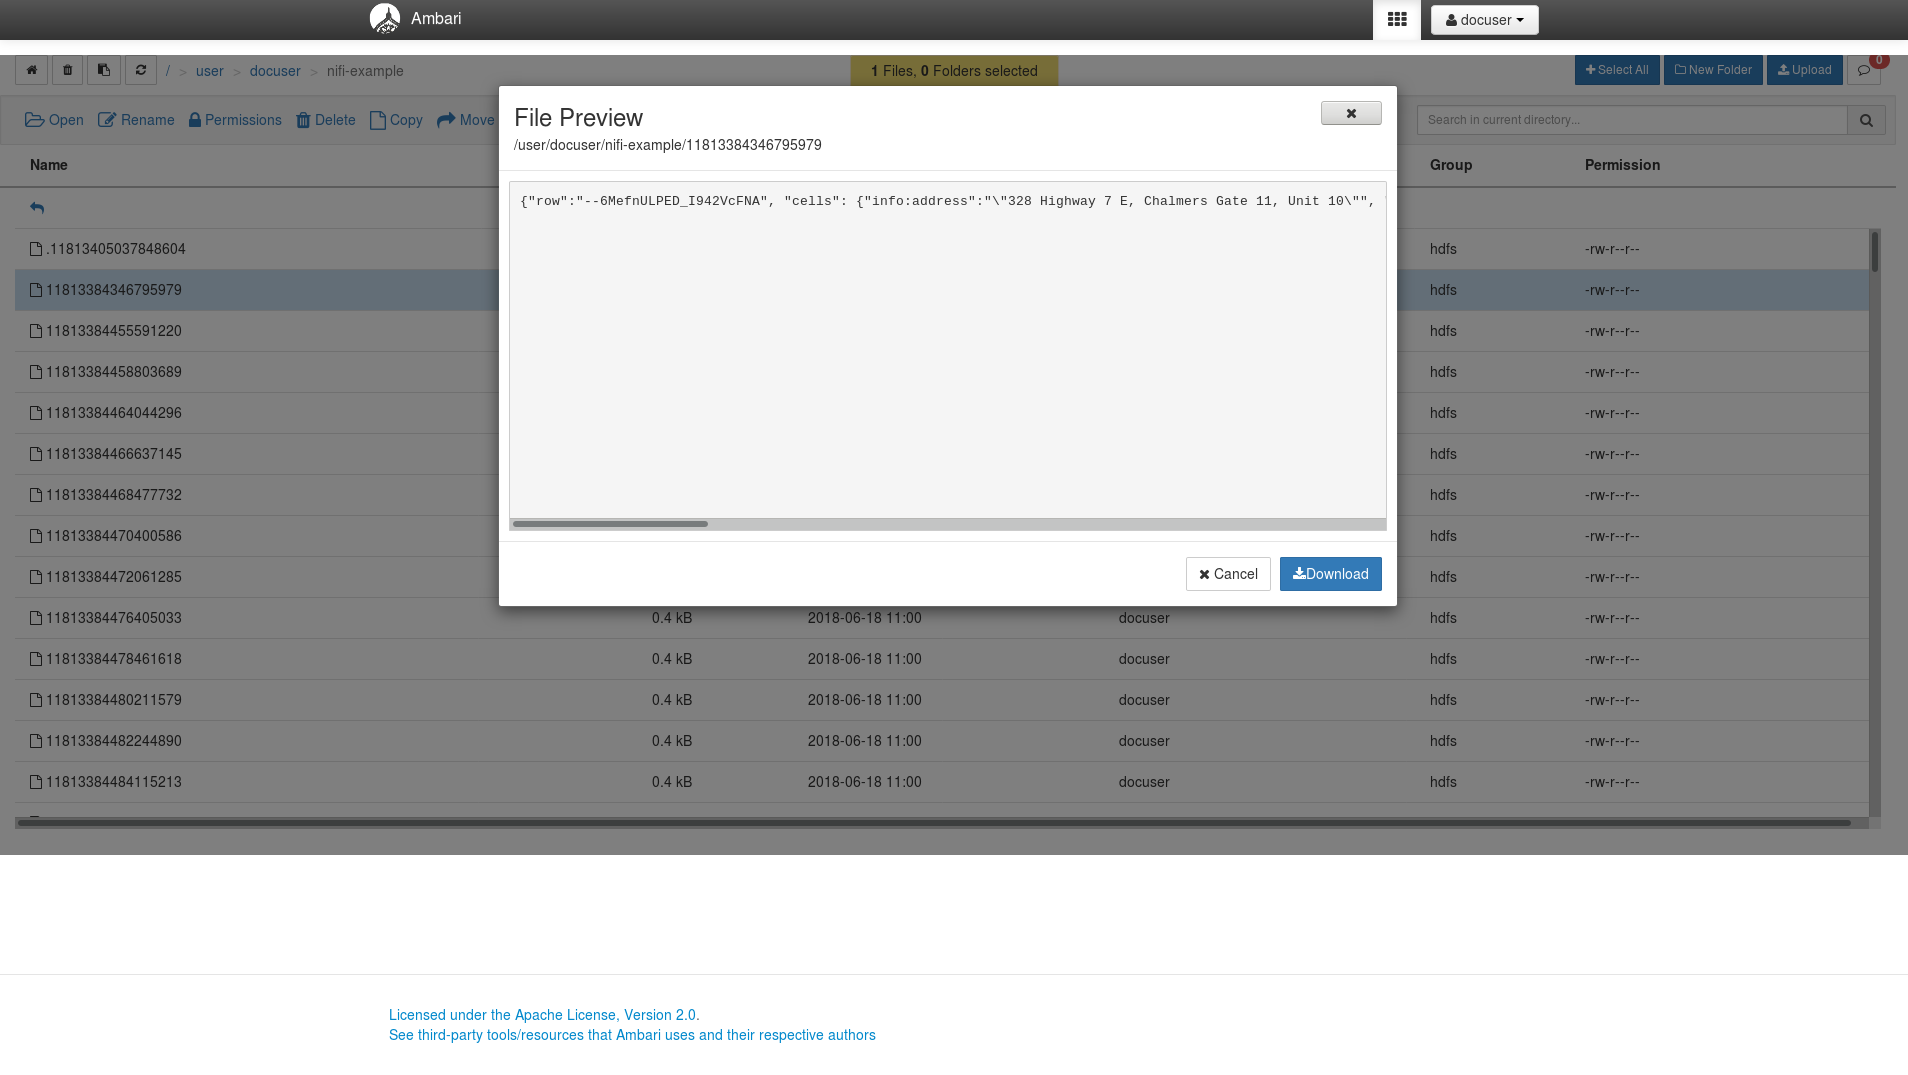 Ambari
docuser
/ > user > docuser > nifi-example
1 Files, 0 Folders selected
Select All
New Folder
Upload
0
Open Rename Permissions Delete Copy Move
Search in current directory...
File Preview
/user/docuser/nifi-example/11813384346795979
{"row":"--6MefnULPED_I942VcFNA", "cells": {"info:address":"\"328 Highway 7 E, Chalmers Gate 11, Unit 10\"",
Cancel
Download
Name Group Permission
.11813405037848604 hdfs -rw-r--r--
11813384346795979 hdfs -rw-r--r--
11813384455591220 hdfs -rw-r--r--
11813384458803689 hdfs -rw-r--r--
11813384464044296 hdfs -rw-r--r--
11813384466637145 hdfs -rw-r--r--
11813384468477732 hdfs -rw-r--r--
11813384470400586 hdfs -rw-r--r--
11813384472061285 hdfs -rw-r--r--
11813384476405033 0.4 kB 2018-06-18 11:00 docuser hdfs -rw-r--r--
11813384478461618 0.4 kB 2018-06-18 11:00 docuser hdfs -rw-r--r--
11813384480211579 0.4 kB 2018-06-18 11:00 docuser hdfs -rw-r--r--
11813384482244890 0.4 kB 2018-06-18 11:00 docuser hdfs -rw-r--r--
11813384484115213 0.4 kB 2018-06-18 11:00 docuser hdfs -rw-r--r--
Licensed under the Apache License, Version 2.0.
See third-party tools/resources that Ambari uses and their respective authors